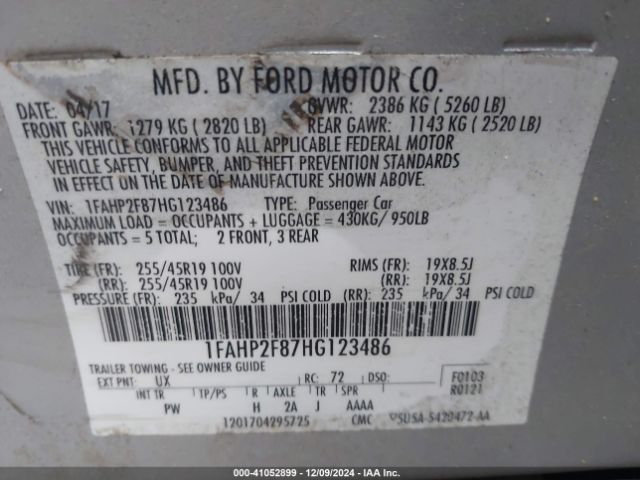 MFD. BY FORD MOTOR CO.
DATE: 04/17 GVWR: 2386 KG ( 5260 LB)
FRONT GAWR: 1279 KG ( 2820 LB) REAR GAWR: 1143 KG ( 2520 LB)
THIS VEHICLE CONFORMS TO ALL APPLICABLE FEDERAL MOTOR
VEHICLE SAFETY, BUMPER, AND THEFT PREVENTION STANDARDS
IN EFFECT ON THE DATE OF MANUFACTURE SHOWN ABOVE.
VIN: 1FAHP2F87HG123486 TYPE: Passenger Car
MAXIMUM LOAD = OCCUPANTS + LUGGAGE = 430KG/ 950LB
OCCUPANTS = 5 TOTAL; 2 FRONT, 3 REAR
TIRE (FR): 255/45R19 100V RIMS (FR): 19X8.5J
(RR): 255/45R19 100V (RR): 19X8.5J
PRESSURE (FR): 235 kPa/ 34 PSI COLD (RR): 235 kPa/ 34 PSI COLD
1FAHP2F87HG123486
TRAILER TOWING - SEE OWNER GUIDE
EXT PNT: UX RC: 72 DSO: F0103
INT TR TP/PS R AXLE TR SPR R0121
PW H 2A J AAAA
1201704295725 CMC SUSA-5420472-AA
© 0001-41052899 - 12/09/2024 - IAA Inc.